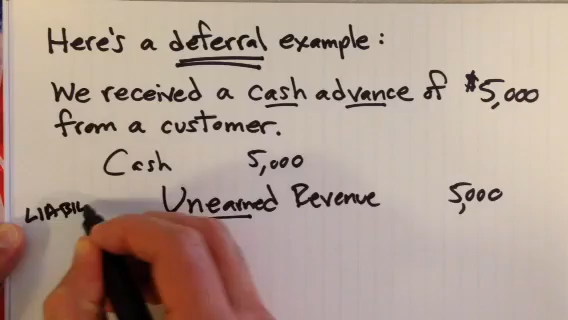 Here's a deferral example:
We received a cash advance of $5,000
from a customer.
Cash 5,000
Unearned Revenue 5,000
LIABIL